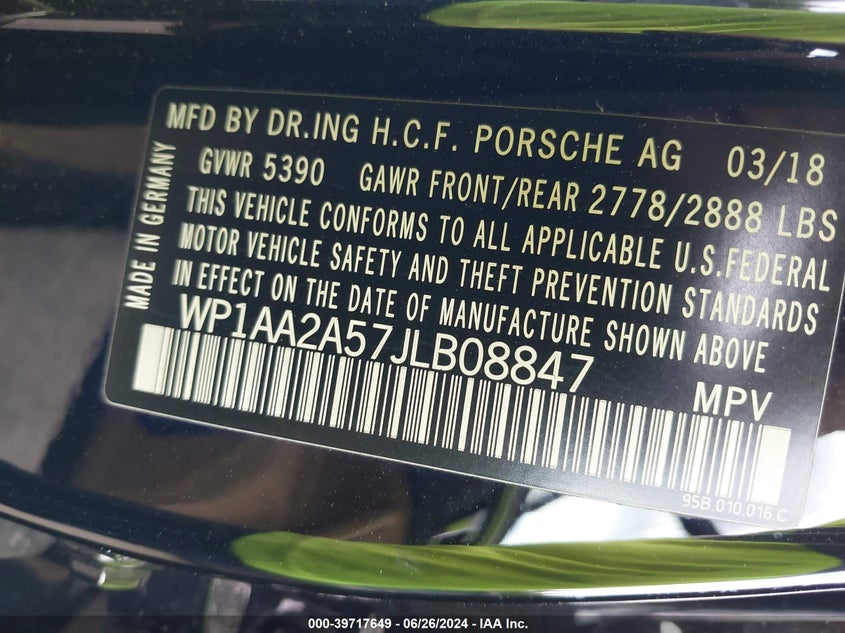 MFD BY DR.ING H.C.F. PORSCHE AG 03/18
GVWR 5390 GAWR FRONT/REAR 2778/2888 LBS
THIS VEHICLE CONFORMS TO ALL APPLICABLE U.S.FEDERAL
MOTOR VEHICLE SAFETY AND THEFT PREVENTION STANDARDS
IN EFFECT ON THE DATE OF MANUFACTURE SHOWN ABOVE
MADE IN GERMANY
WP1AA2A57JLB08847
MPV
95B.010.016.C
000-39717649 - 06/26/2024 - IAA Inc.